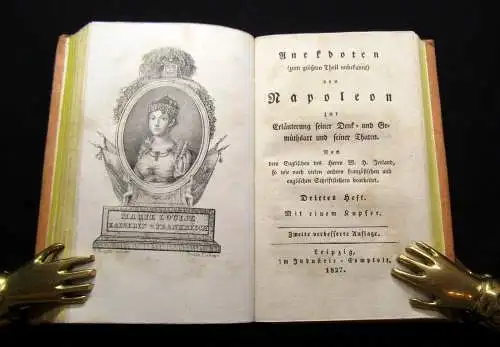 MARIE LOUISE
KAISERIN v. FRANKREICH
Anekdoten
(zum größten Theil unbekannt)
von
Napoleon
zur
Erläuterung seiner Denk- und Ge-
müthsart und seiner Thaten.
Nach
dem Englischen des Herrn W. H. Ireland,
so wie nach vielen andern französischen und
englischen Schriftstellern bearbeitet.
Drittes Heft.
Mit einem Kupfer.
Zweite verbesserte Auflage.
Leipzig,
im Industrie-Comptoir.
1827.